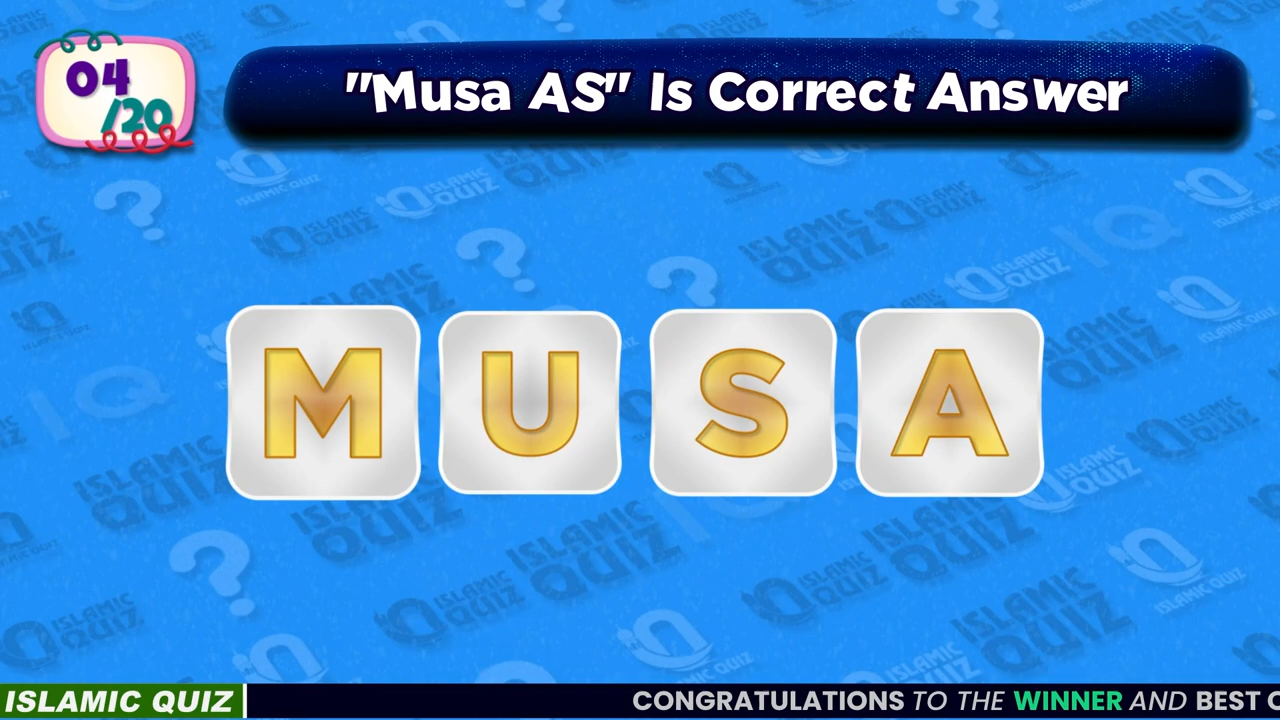 04
/20
"Musa AS" Is Correct Answer
M U S A
ISLAMIC QUIZ
CONGRATULATIONS TO THE WINNER AND BEST